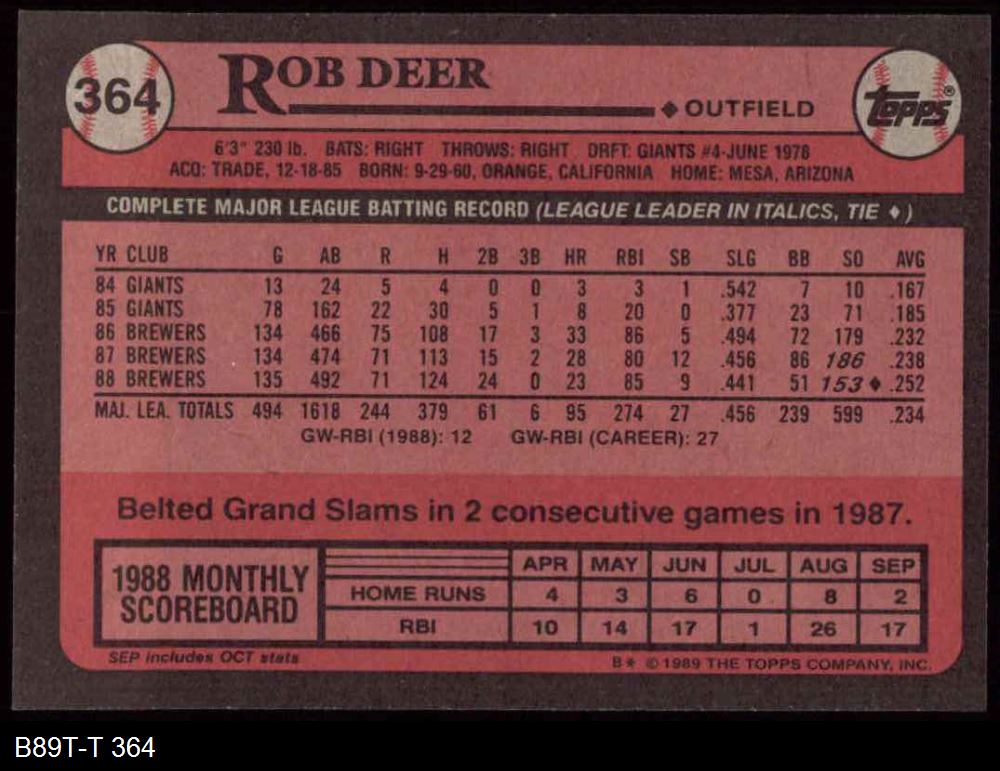 364
ROB DEER
◆ OUTFIELD
TOPPS®
6'3" 230 lb. BATS: RIGHT THROWS: RIGHT DRFT: GIANTS #4-JUNE 1978
ACQ: TRADE, 12-18-85 BORN: 9-29-60, ORANGE, CALIFORNIA HOME: MESA, ARIZONA
COMPLETE MAJOR LEAGUE BATTING RECORD (LEAGUE LEADER IN ITALICS, TIE ♦)
YR CLUB G AB R H 2B 3B HR RBI SB SLG BB SO AVG
84 GIANTS 13 24 5 4 0 0 3 3 1 .542 7 10 .167
85 GIANTS 78 162 22 30 5 1 8 20 0 .377 23 71 .185
86 BREWERS 134 466 75 108 17 3 33 86 5 .494 72 179 .232
87 BREWERS 134 474 71 113 15 2 28 80 12 .456 86 186 .238
88 BREWERS 135 492 71 124 24 0 23 85 9 .441 51 153♦ .252
MAJ. LEA. TOTALS 494 1618 244 379 61 6 95 274 27 .456 239 599 .234
GW-RBI (1988): 12 GW-RBI (CAREER): 27
Belted Grand Slams in 2 consecutive games in 1987.
1988 MONTHLY
SCOREBOARD
APR MAY JUN JUL AUG SEP
HOME RUNS 4 3 6 0 8 2
RBI 10 14 17 1 26 17
SEP includes OCT stats
B* © 1989 THE TOPPS COMPANY, INC.
B89T-T 364